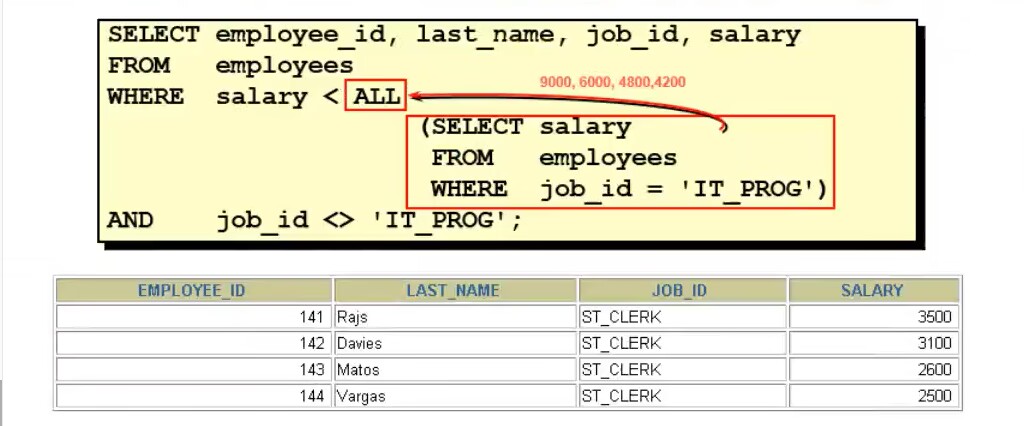 SELECT employee_id, last_name, job_id, salary
FROM employees
WHERE salary < ALL
9000, 6000, 4800,4200
(SELECT salary
FROM employees
WHERE job_id = 'IT_PROG')
AND job_id <> 'IT_PROG';
EMPLOYEE_ID LAST_NAME JOB_ID SALARY
141 Rajs ST_CLERK 3500
142 Davies ST_CLERK 3100
143 Matos ST_CLERK 2600
144 Vargas ST_CLERK 2500